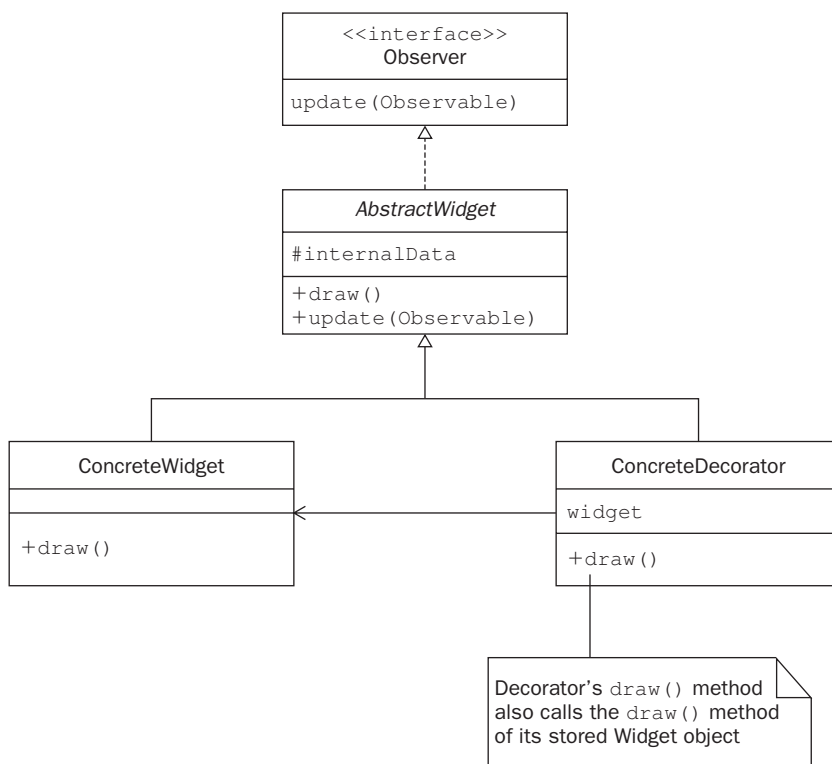 <<interface>>
Observer
update(Observable)
AbstractWidget
#internalData
+draw()
+update(Observable)
ConcreteWidget
+draw()
ConcreteDecorator
widget
+draw()
Decorator's draw() method
also calls the draw() method
of its stored Widget object